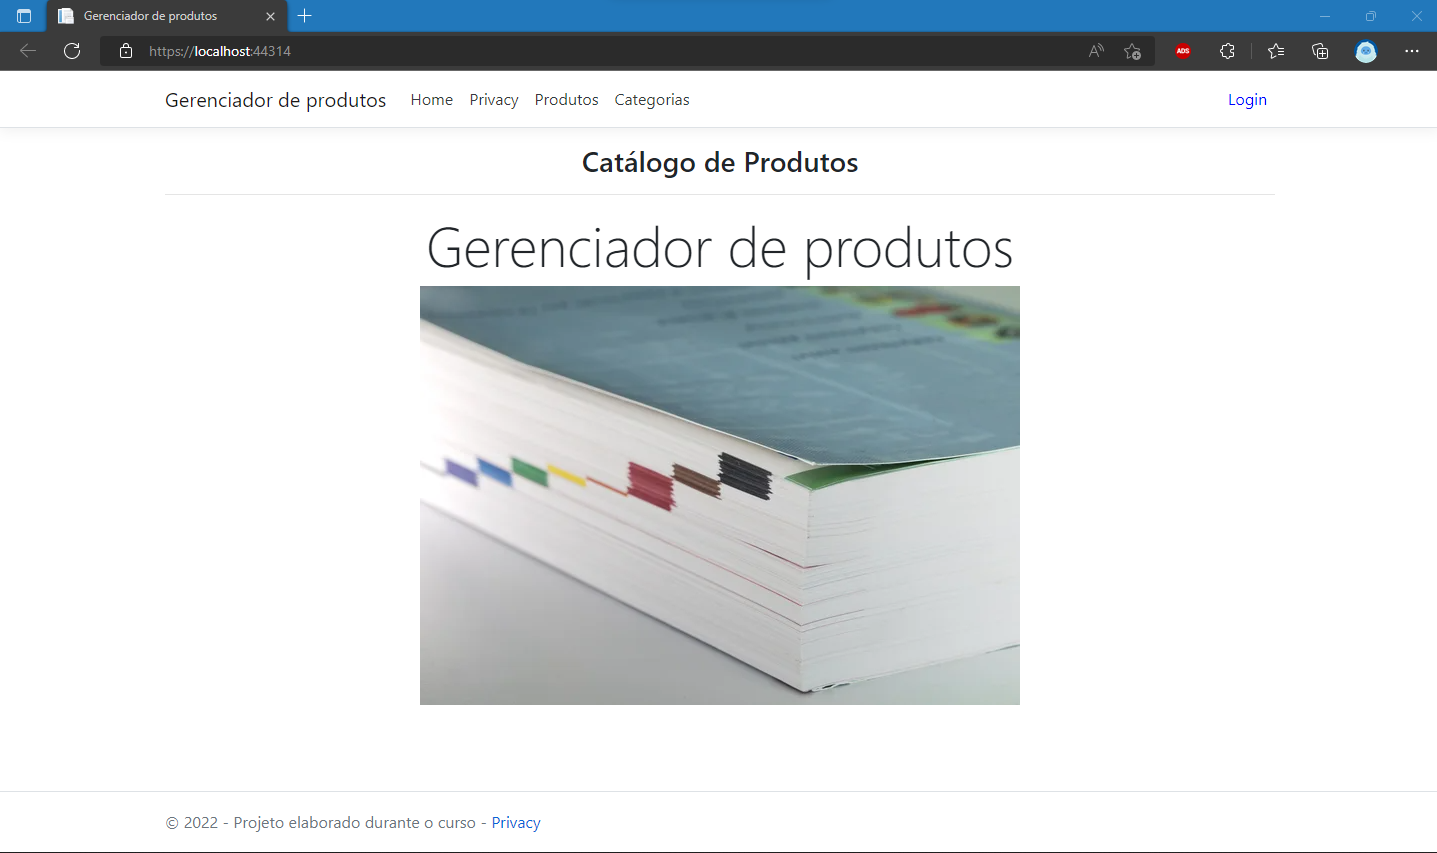 Gerenciador de produtos
https://localhost:44314
ADS
Gerenciador de produtos Home Privacy Produtos Categorias Login
Catálogo de Produtos
Gerenciador de produtos
© 2022 - Projeto elaborado durante o curso - Privacy